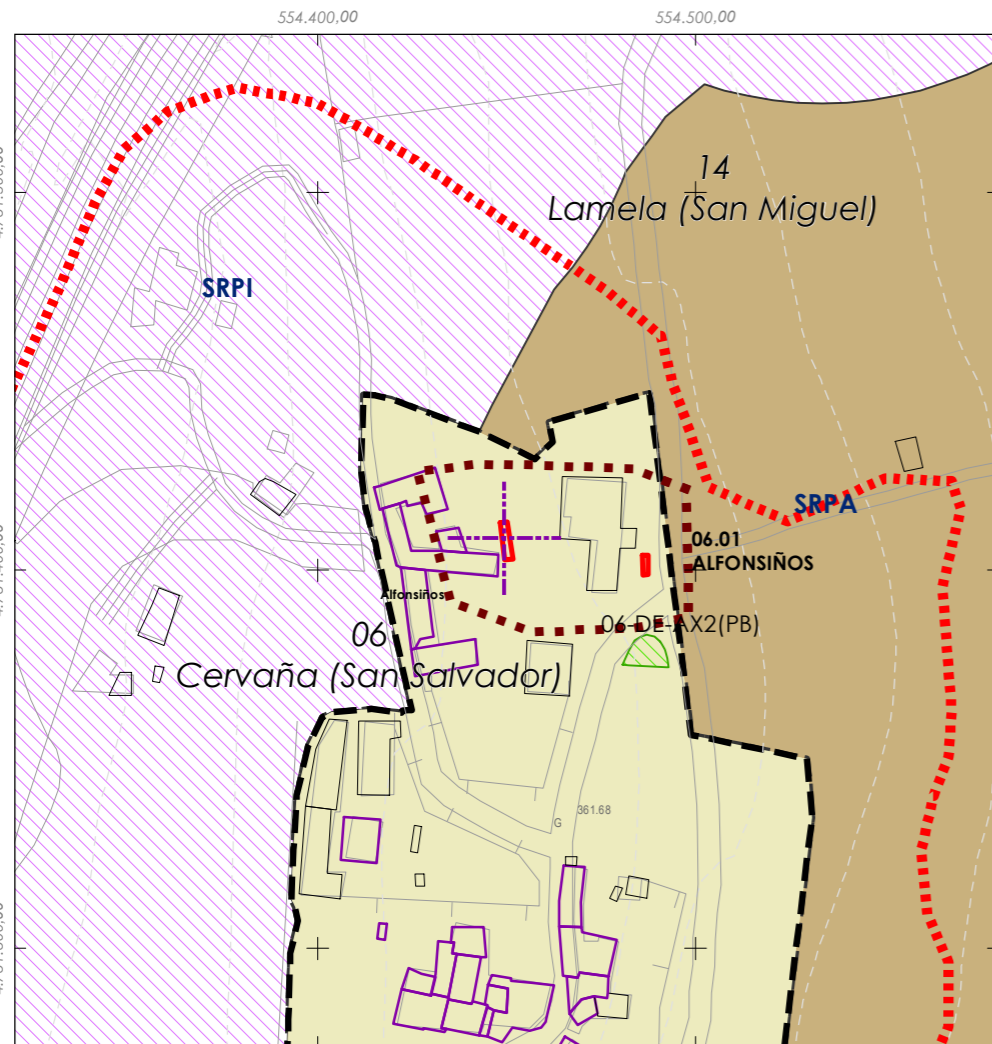 554.400,00
554.500,00
14
Lamela (San Miguel)
SRPI
SRPA
06.01
ALFONSIÑOS
Alfonsiños
06-DE-AX2(PB)
06
Cervaña (San Salvador)
361.68
G